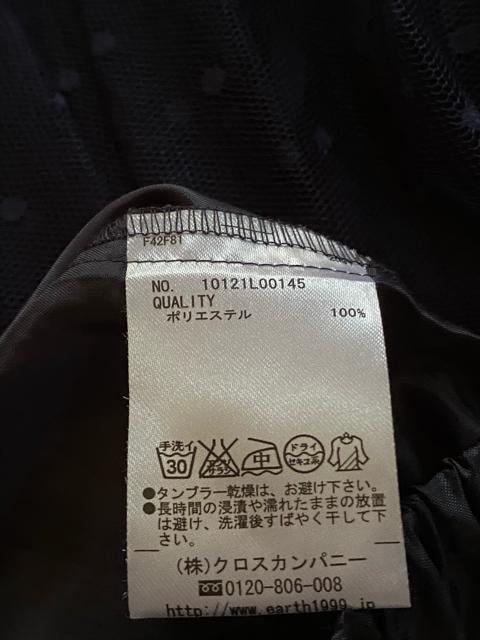 F42F81
NO. 10121L00145
QUALITY
ポリエステル 100%
手洗イ
30
エンソ サラシ
中
ドライ
セキユ系
●タンブラー乾燥は、お避け下さい。
●長時間の浸漬や濡れたままの放置
は避け、洗濯後すばやく干して下
さい。
(株)クロスカンパニー
0120-806-008
http://www.earth1999.jp